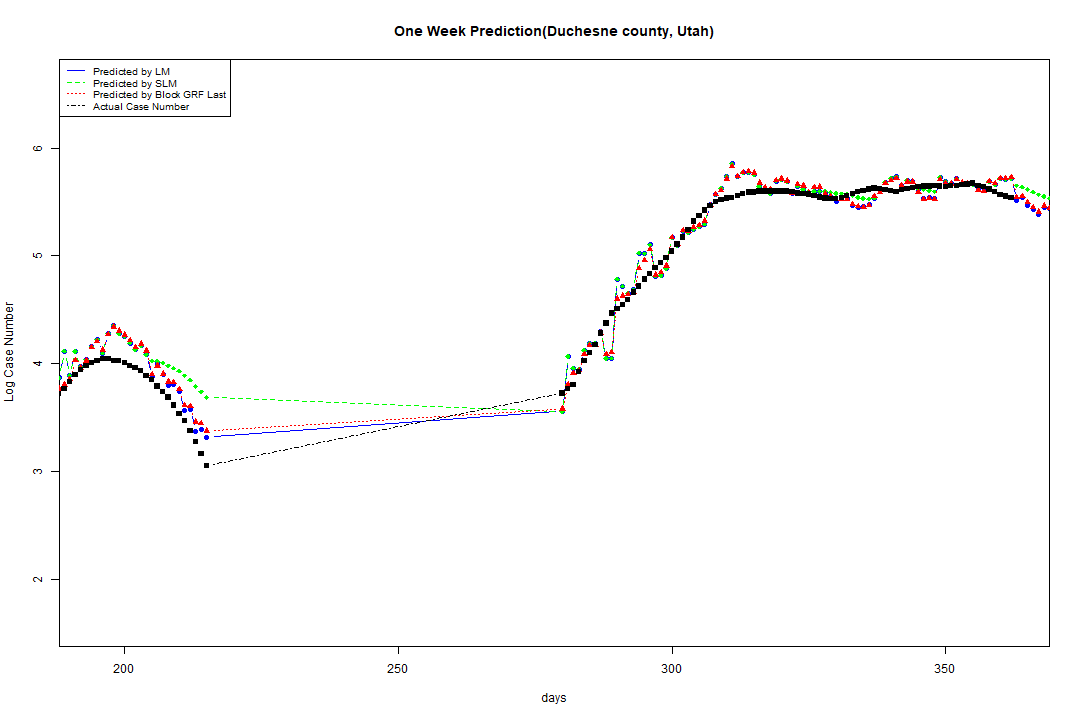 One Week Prediction(Duchesne county, Utah)
Predicted by LM
Predicted by SLM
Predicted by Block GRF Last
Actual Case Number
6
5
4
3
2
Log Case Number
200
250
300
350
days